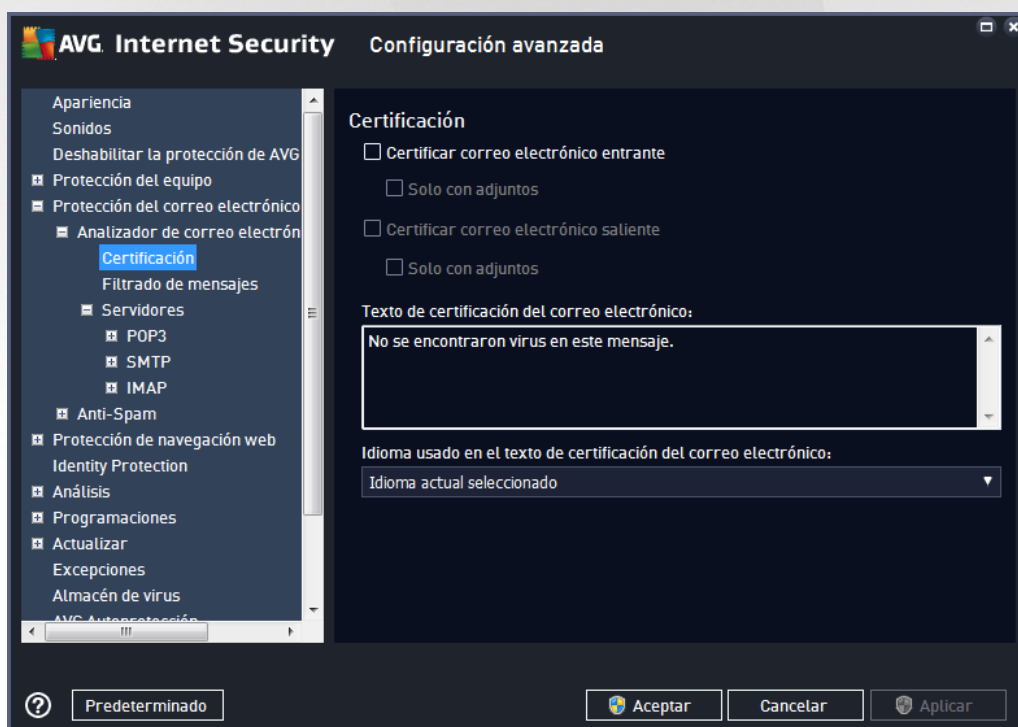 AVG. Internet Security Configuración avanzada
Apariencia
Sonidos
Deshabilitar la protección de AVG
Protección del equipo
Protección del correo electrónico
Analizador de correo electrón
Certificación
Filtrado de mensajes
Servidores
POP3
SMTP
IMAP
Anti-Spam
Protección de navegación web
Identity Protection
Análisis
Programaciones
Actualizar
Excepciones
Almacén de virus
AVG Autoprotección
Certificación
Certificar correo electrónico entrante
Solo con adjuntos
Certificar correo electrónico saliente
Solo con adjuntos
Texto de certificación del correo electrónico:
No se encontraron virus en este mensaje.
Idioma usado en el texto de certificación del correo electrónico:
Idioma actual seleccionado
Predeterminado
Aceptar
Cancelar
Aplicar